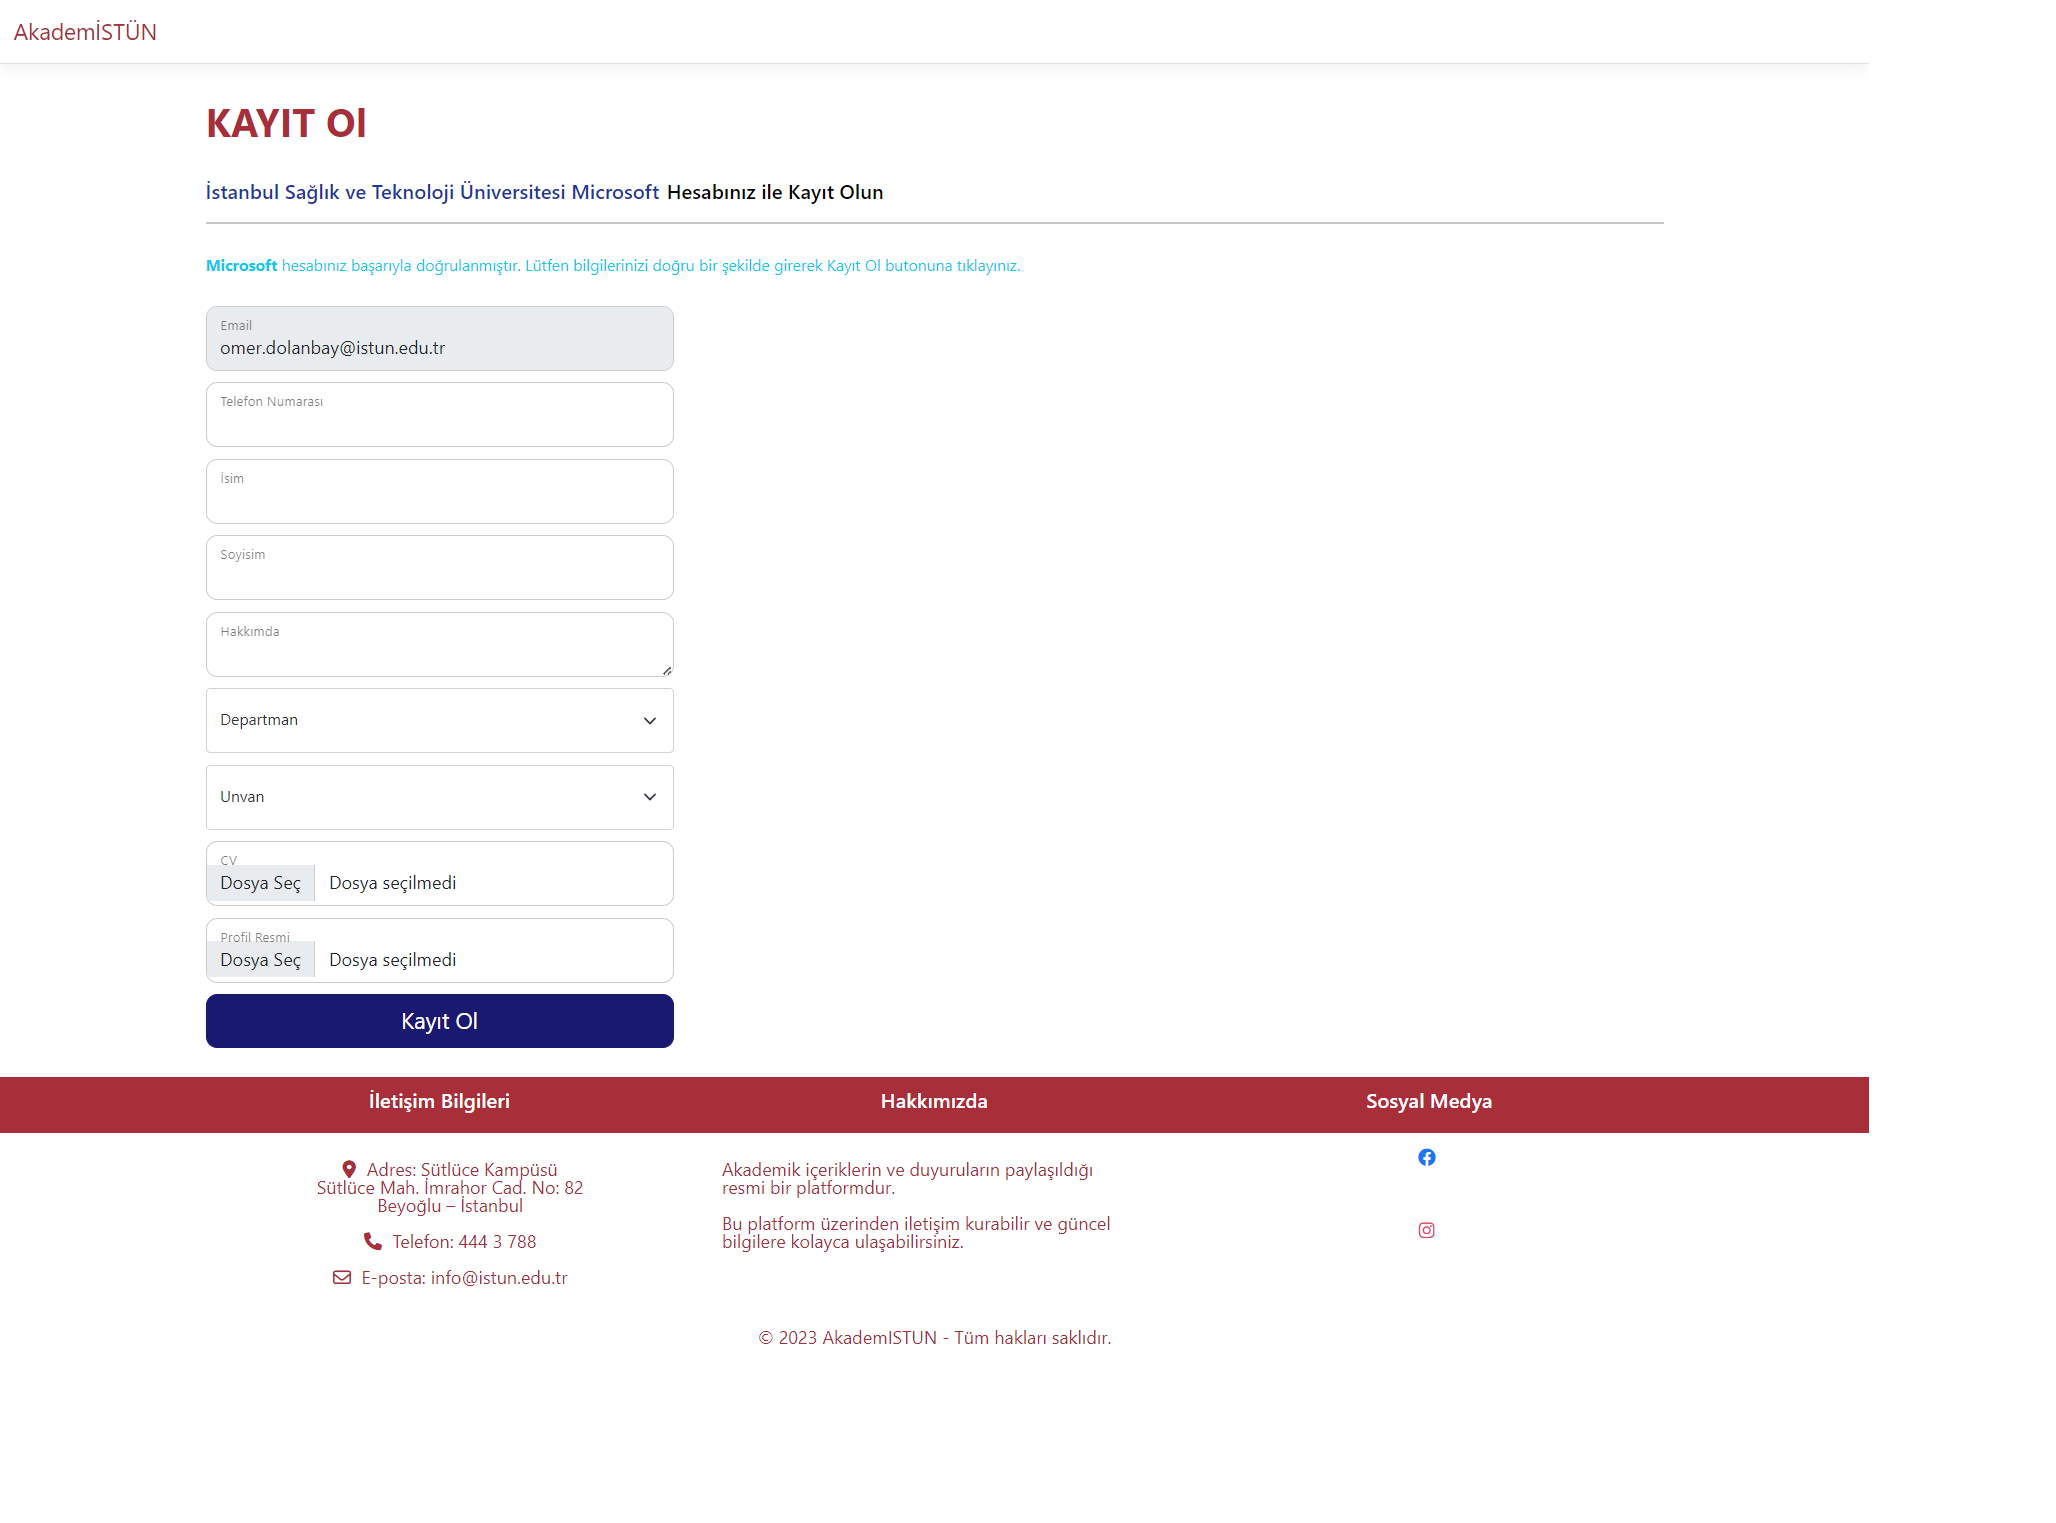 AkademİSTÜN
KAYIT Ol
İstanbul Sağlık ve Teknoloji Üniversitesi Microsoft Hesabınız ile Kayıt Olun
Microsoft hesabınız başarıyla doğrulanmıştır. Lütfen bilgilerinizi doğru bir şekilde girerek Kayıt Ol butonuna tıklayınız.
Email
omer.dolanbay@istun.edu.tr
Telefon Numarası
İsim
Soyisim
Hakkımda
Departman
Unvan
CV
Dosya Seç Dosya seçilmedi
Profil Resmi
Dosya Seç Dosya seçilmedi
Kayıt Ol
İletişim Bilgileri
Adres: Sütlüce Kampüsü
Sütlüce Mah. İmrahor Cad. No: 82
Beyoğlu – İstanbul
Telefon: 444 3 788
E-posta: info@istun.edu.tr
Hakkımızda
Akademik içeriklerin ve duyuruların paylaşıldığı
resmi bir platformdur.
Bu platform üzerinden iletişim kurabilir ve güncel
bilgilere kolayca ulaşabilirsiniz.
Sosyal Medya
© 2023 AkademISTUN - Tüm hakları saklıdır.